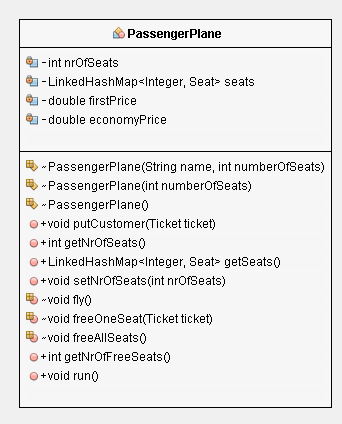 PassengerPlane
- int nrOfSeats
- LinkedHashMap<Integer, Seat> seats
- double firstPrice
- double economyPrice
~ PassengerPlane(String name, int numberOfSeats)
~ PassengerPlane(int numberOfSeats)
~ PassengerPlane()
+ void putCustomer(Ticket ticket)
+ int getNrOfSeats()
+ LinkedHashMap<Integer, Seat> getSeats()
+ void setNrOfSeats(int nrOfSeats)
~ void fly()
~ void freeOneSeat(Ticket ticket)
~ void freeAllSeats()
+ int getNrOfFreeSeats()
+ void run()